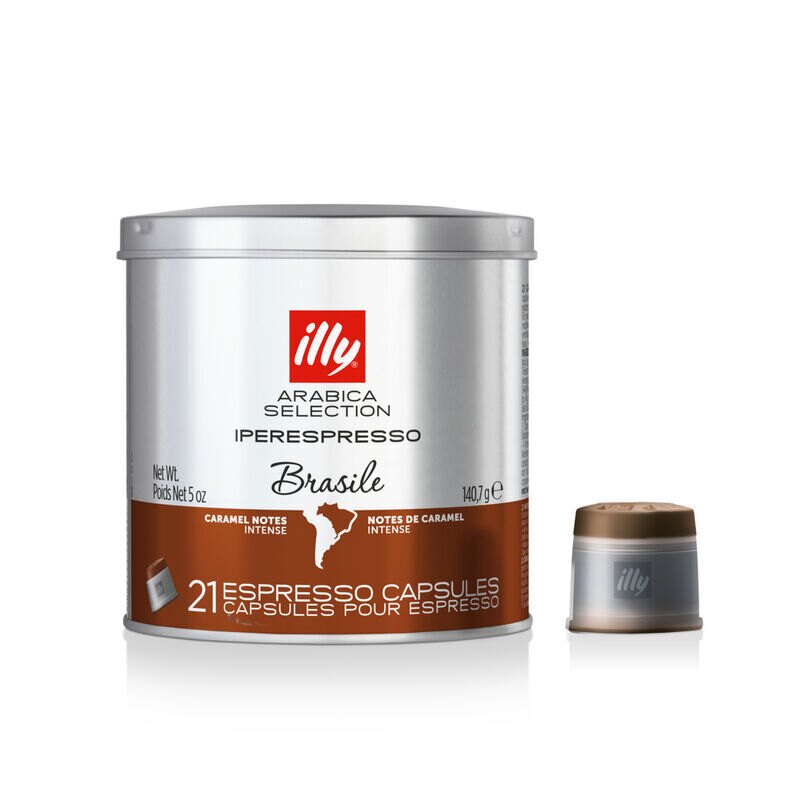 illy®
ARABICA
SELECTION
IPERESPRESSO
Brasile
Net Wt.
Poids Net 5 oz
140,7 g ℮
CARAMEL NOTES
INTENSE
NOTES DE CARAMEL
INTENSE
21 ESPRESSO CAPSULES
CAPSULES POUR ESPRESSO
illy